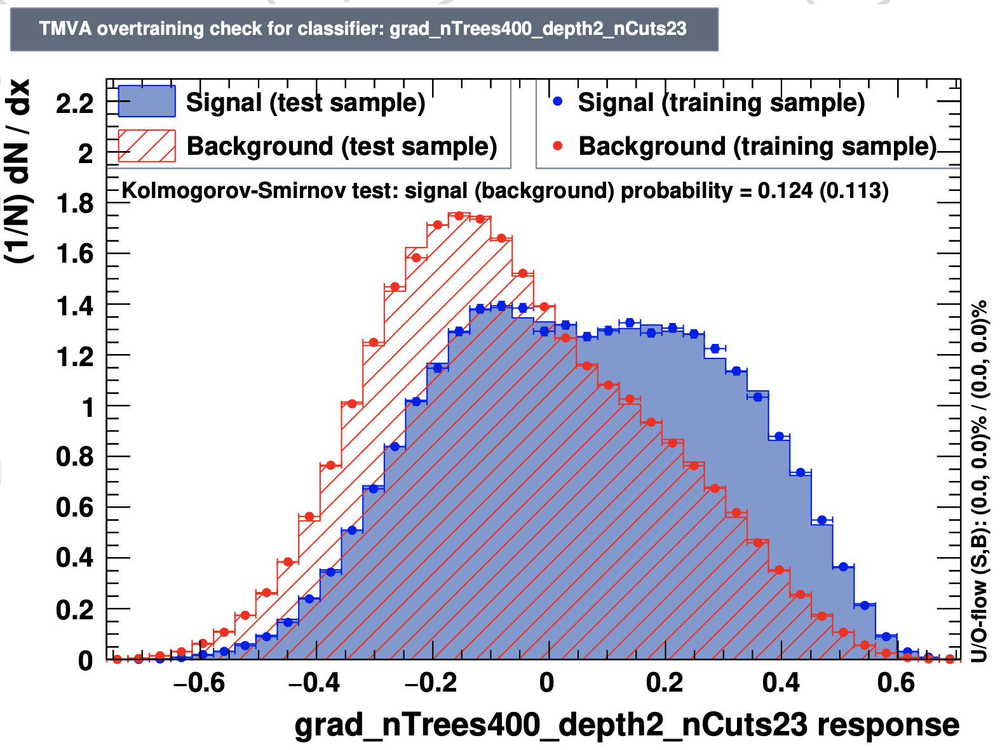 TMVA overtraining check for classifier: grad_nTrees400_depth2_nCuts23
(1/N) dN / dx
2.2
2
1.8
1.6
1.4
1.2
1
0.8
0.6
0.4
0.2
0
Signal (test sample)
Background (test sample)
Signal (training sample)
Background (training sample)
Kolmogorov-Smirnov test: signal (background) probability = 0.124 (0.113)
U/O-flow (S,B): (0.0, 0.0)% / (0.0, 0.0)%
−0.6 −0.4 −0.2 0 0.2 0.4 0.6
grad_nTrees400_depth2_nCuts23 response